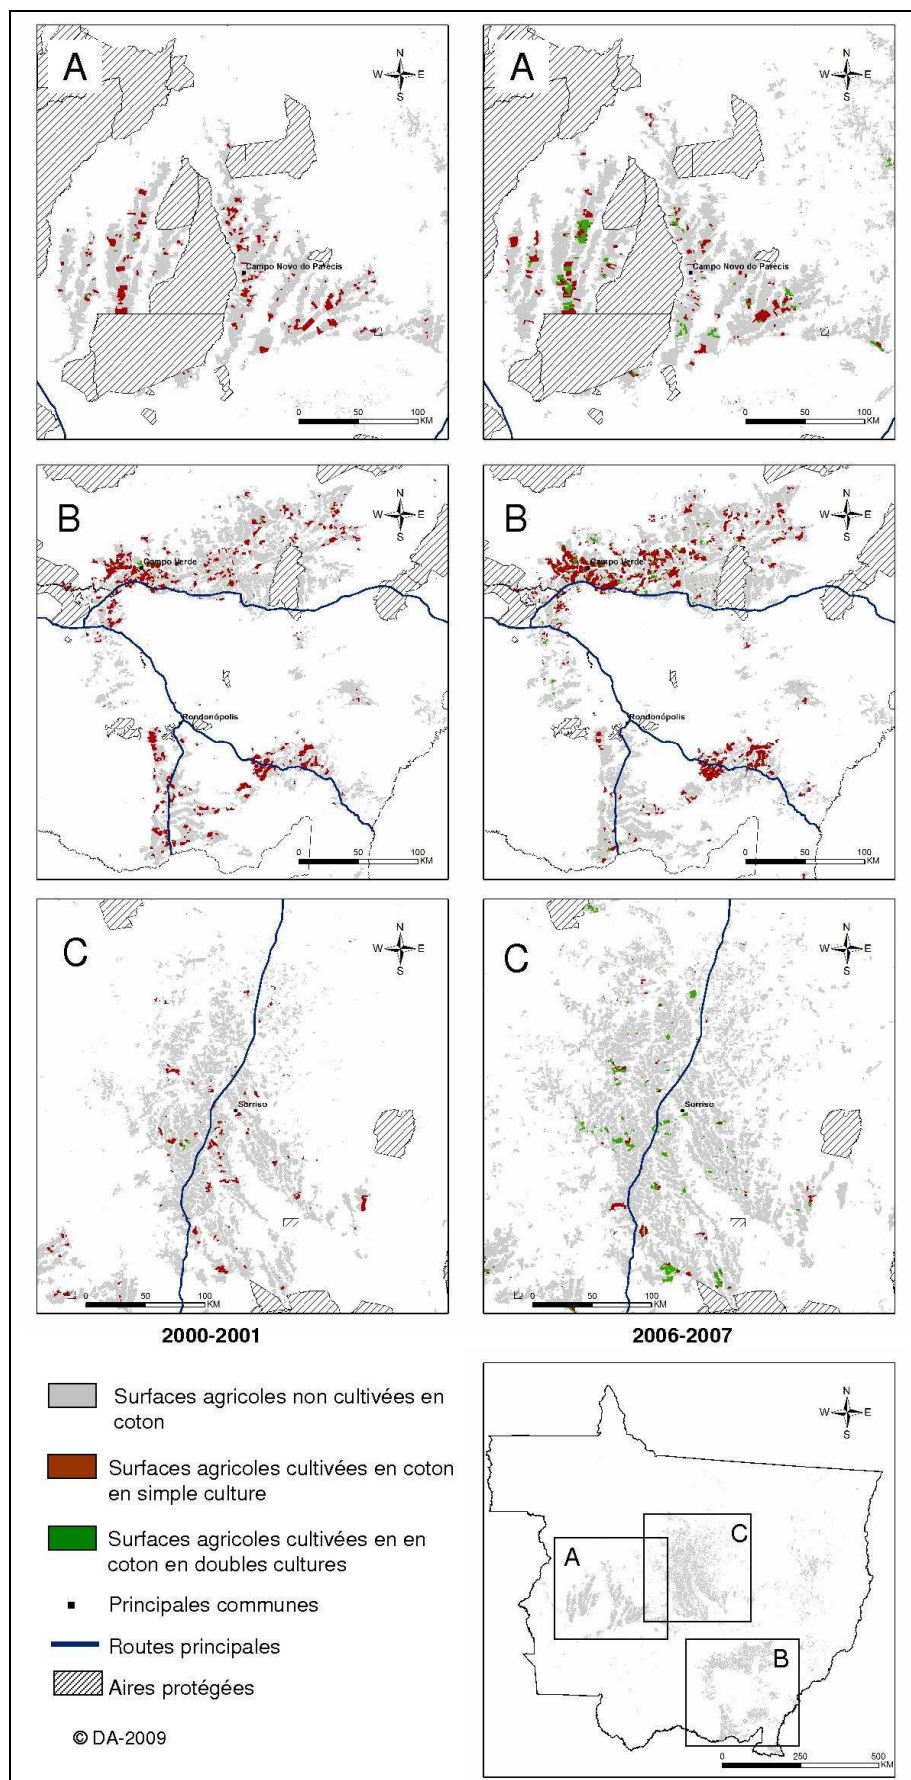 A
N
W E
S
Campo Novo do Parecis
0 50 100
KM
A
N
W E
S
Campo Novo do Parecis
0 50 100
KM
B
N
W E
S
Campo Verde
Rondonópolis
0 50 100
KM
B
N
W E
S
Campo Verde
Rondonópolis
0 50 100
KM
C
N
W E
S
Sorriso
0 50 100
KM
C
N
W E
S
Sorriso
0 50 100
KM
2000-2001
2006-2007
Surfaces agricoles non cultivées en
coton
Surfaces agricoles cultivées en coton
en simple culture
Surfaces agricoles cultivées en en
coton en doubles cultures
Principales communes
Routes principales
Aires protégées
© DA-2009
N
W E
S
A
C
B
0 250 500
KM